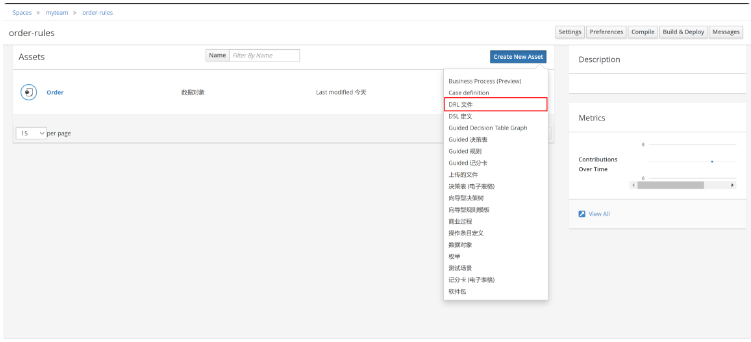 Spaces » myteam » order-rules
order-rules
Settings Preferences Compile Build & Deploy Messages
Assets
Name Filter By Name
Create New Asset
Description
Order 数据对象 Last modified 今天
15 per page
Business Process (Preview)
Case definition
DRL 文件
DSL 定义
Guided Decision Table Graph
Guided 决策表
Guided 规则
Guided 记分卡
上传的文件
决策表 (电子表格)
向导型决策树
向导型规则模板
商业过程
操作条目定义
数据对象
枚举
测试场景
记分卡 (电子表格)
软件包
Metrics
Contributions
Over Time
View All